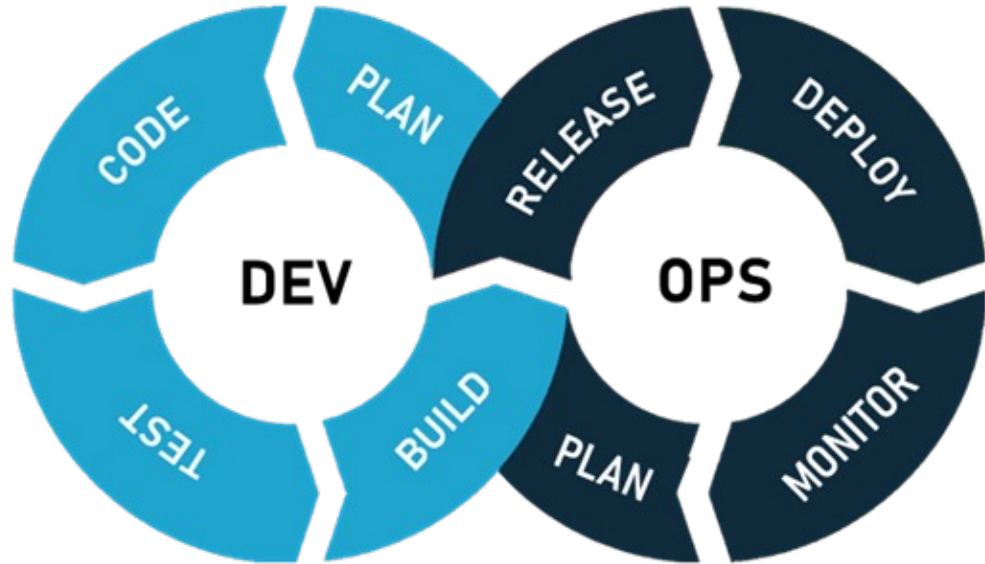 CODE
PLAN
RELEASE
DEPLOY
DEV
OPS
TEST
BUILD
PLAN
MONITOR